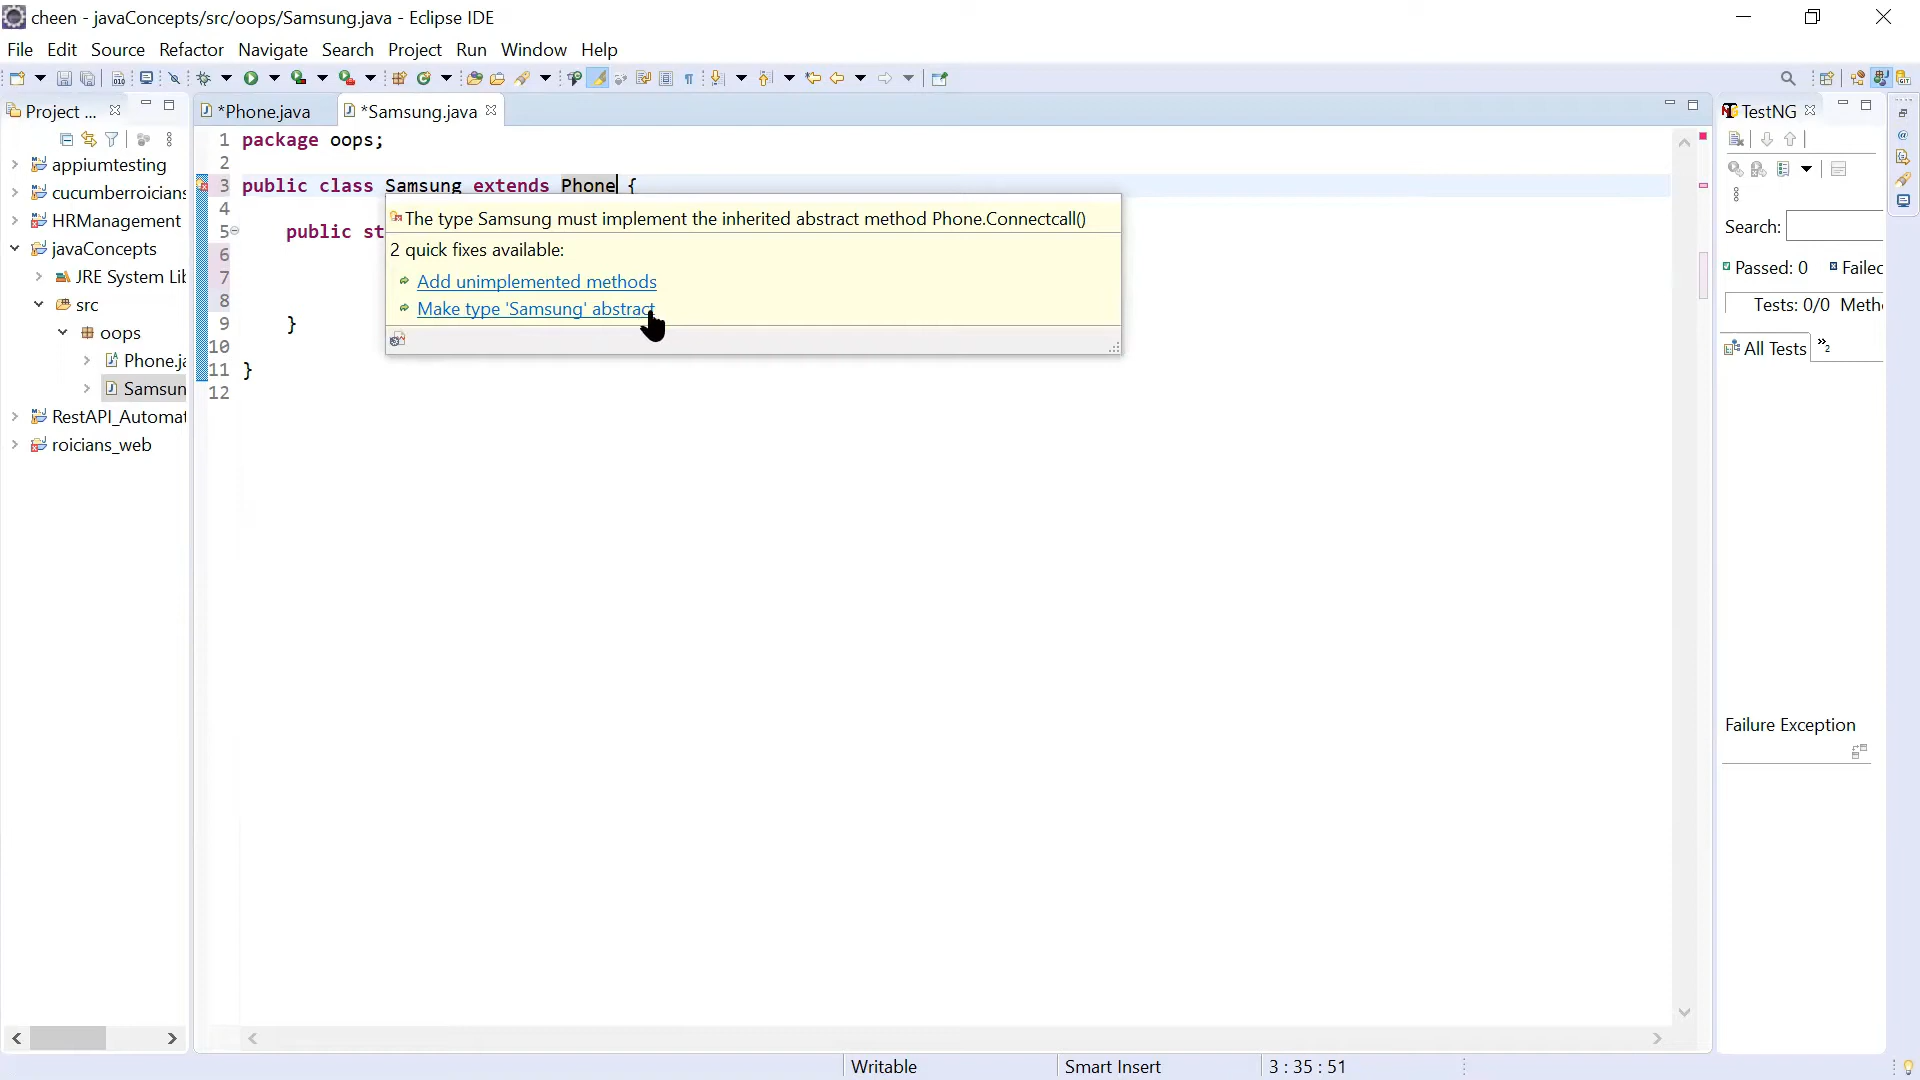 cheen - javaConcepts/src/oops/Samsung.java - Eclipse IDE
File Edit Source Refactor Navigate Search Project Run Window Help
Project ...
*Phone.java
*Samsung.java
TestNG
appiumtesting
cucumberroicians
HRManagement
javaConcepts
JRE System Lib
src
oops
Phone.ja
Samsun
RestAPI_Automat
roicians_web
1 package oops;
2
3 public class Samsung extends Phone {
4
5 public st
6
7
8
9 }
10
11 }
12
The type Samsung must implement the inherited abstract method Phone.Connectcall()
2 quick fixes available:
Add unimplemented methods
Make type 'Samsung' abstract
Search:
Passed: 0 Failed
Tests: 0/0 Metho
All Tests »2
Failure Exception
Writable Smart Insert 3 : 35 : 51